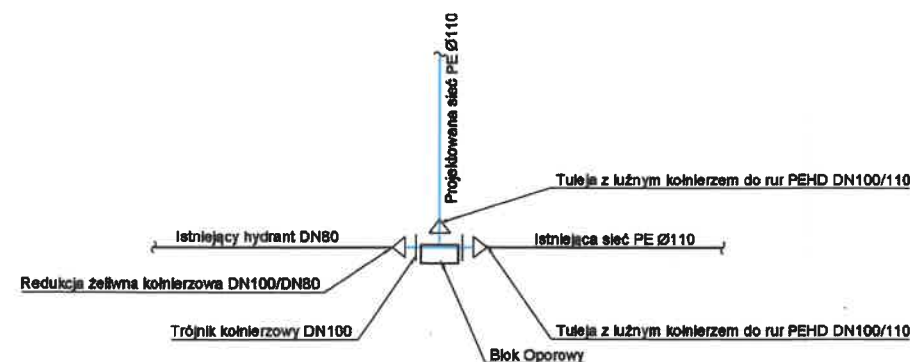 Projektowana sieć PE Ø110
Tuleja z luźnym kołnierzem do rur PEHD DN100/110
Istniejący hydrant DN80
Istniejąca sieć PE Ø110
Redukcja żeliwna kołnierzowa DN100/DN80
Trójnik kołnierzowy DN100
Tuleja z luźnym kołnierzem do rur PEHD DN100/110
Blok Oporowy